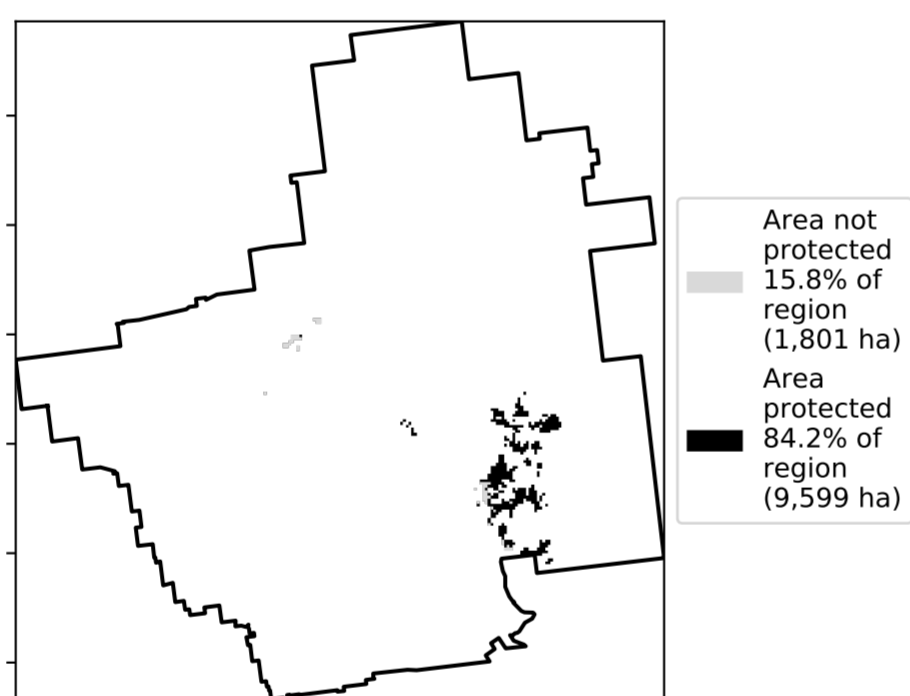 Area not
protected
15.8% of
region
(1,801 ha)
Area
protected
84.2% of
region
(9,599 ha)